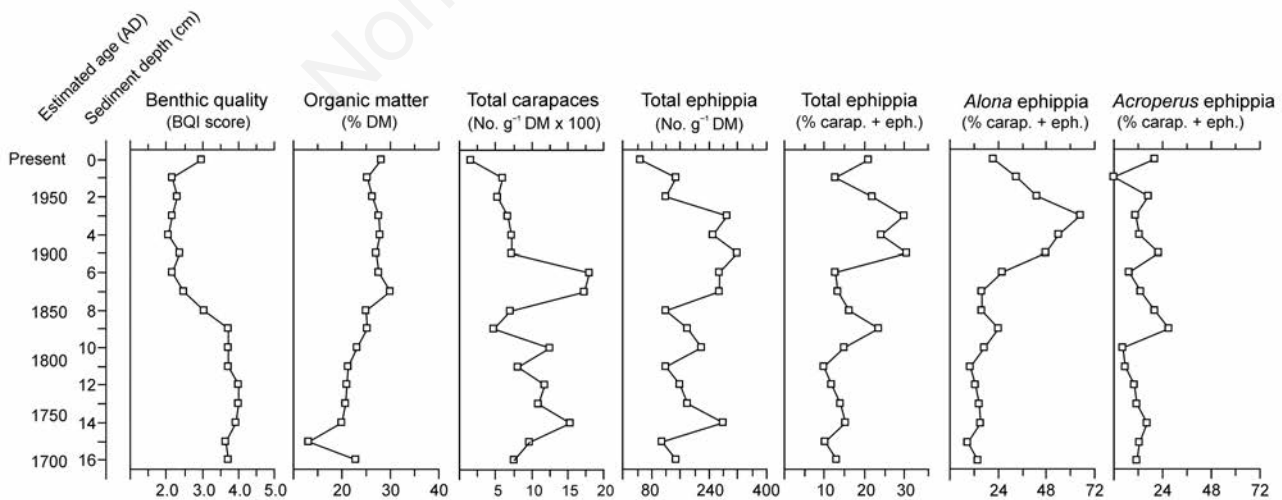 Non
Estimated age (AD)
Sediment depth (cm)
Benthic quality Organic matter Total carapaces Total ephippia Total ephippia Alona ephippia Acroperus ephippia
(BQI score) (% DM) (No. g⁻¹ DM x 100) (No. g⁻¹ DM) (% carap. + eph.) (% carap. + eph.) (% carap. + eph.)
Present 0
1950 2
4
1900
6
1850 8
10
1800
12
1750
14
1700 16
2.0 3.0 4.0 5.0 20 30 40 5 10 15 20 80 240 400 10 20 30 24 48 72 24 48 72